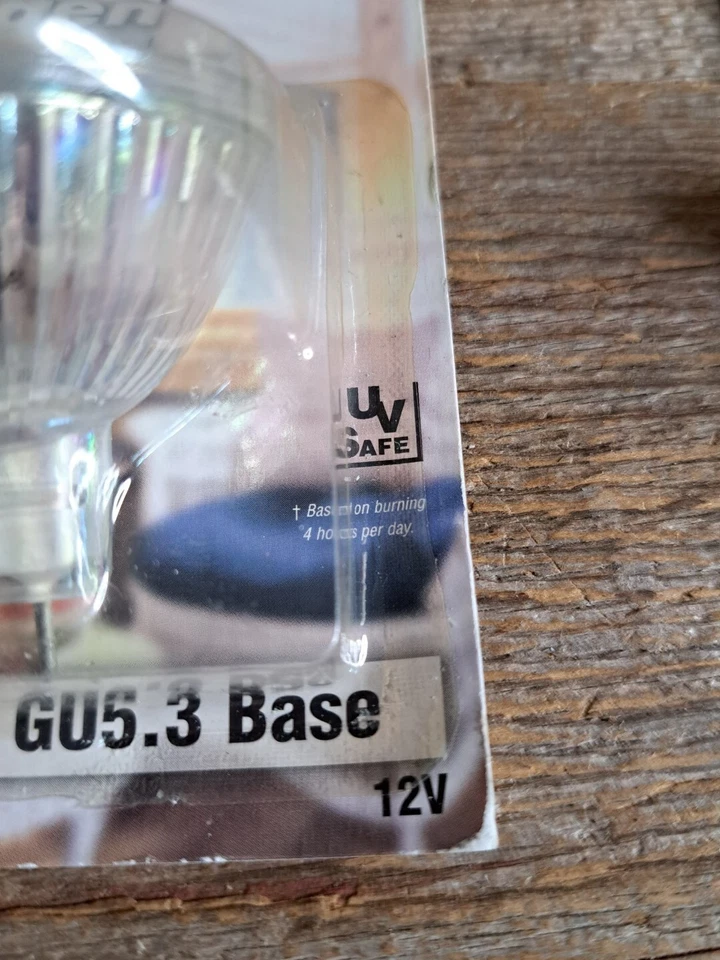 UV
SAFE
† Based on burning
4 hours per day.
GU5.3 Base
12V